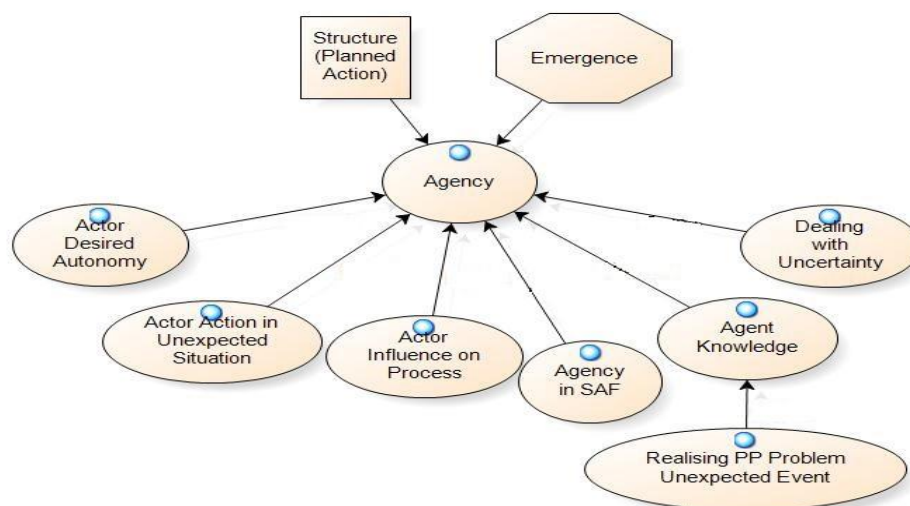 Structure
(Planned
Action)
Emergence
Agency
Actor
Desired
Autonomy
Dealing
with
Uncertainty
Actor Action in
Unexpected
Situation
Actor
Influence on
Process
Agency
in SAF
Agent
Knowledge
Realising PP Problem
Unexpected Event